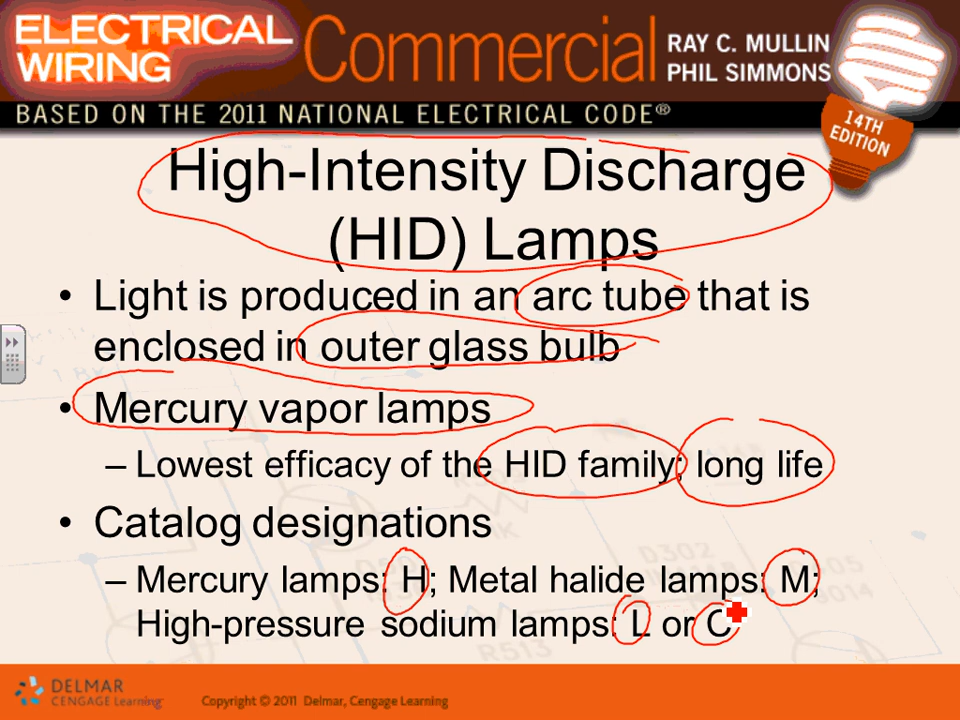 ELECTRICAL
WIRING
Commercial
RAY C. MULLIN
PHIL SIMMONS
BASED ON THE 2011 NATIONAL ELECTRICAL CODE®
14TH
EDITION
High-Intensity Discharge
(HID) Lamps
• Light is produced in an arc tube that is
enclosed in outer glass bulb
• Mercury vapor lamps
– Lowest efficacy of the HID family; long life
• Catalog designations
– Mercury lamps: H; Metal halide lamps: M;
High-pressure sodium lamps: L or C
DELMAR
CENGAGE Learning
Copyright © 2011 Delmar, Cengage Learning
R513
D302